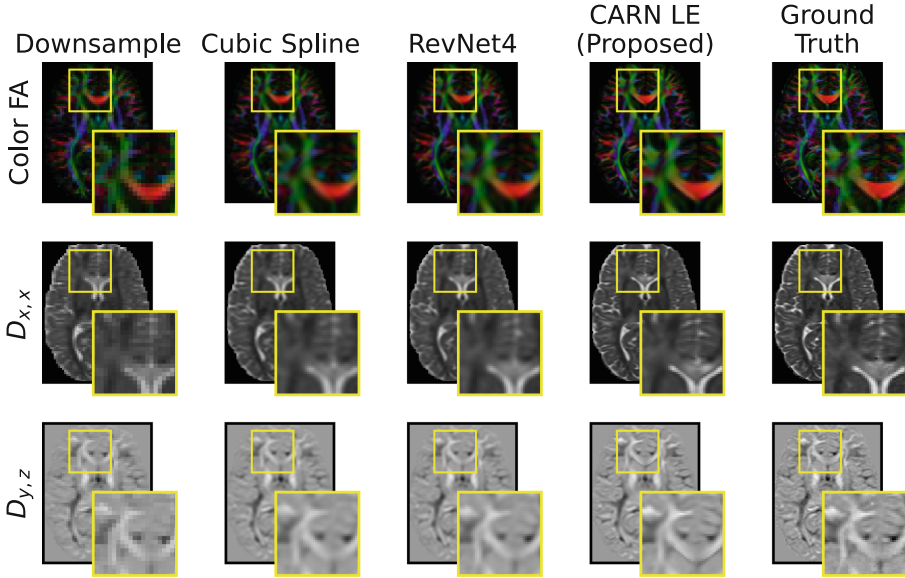 Downsample
Cubic Spline
RevNet4
CARN LE
(Proposed)
Ground
Truth
Color FA
D_{x,x}
D_{y,z}